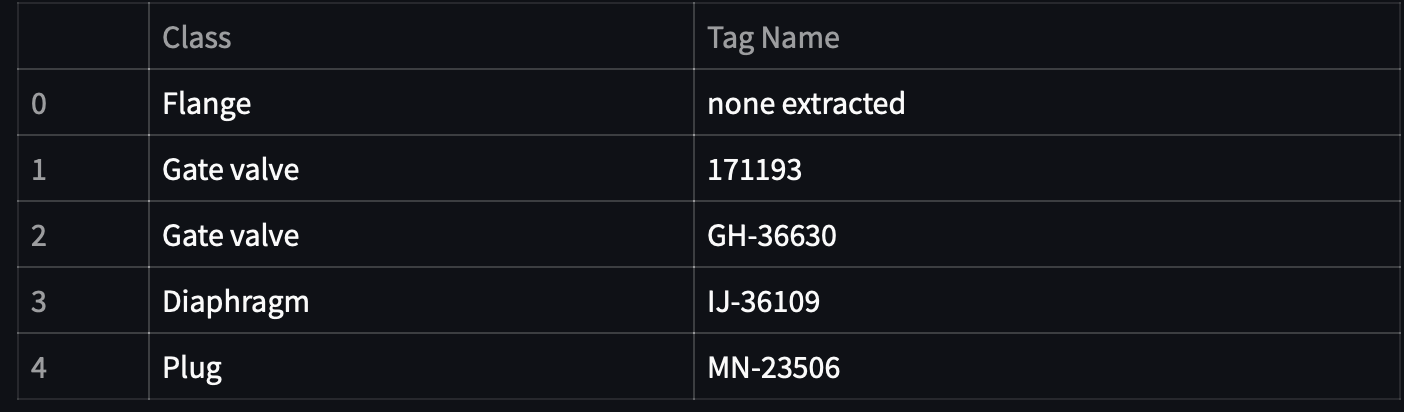 Class Tag Name
0 Flange none extracted
1 Gate valve 171193
2 Gate valve GH-36630
3 Diaphragm IJ-36109
4 Plug MN-23506